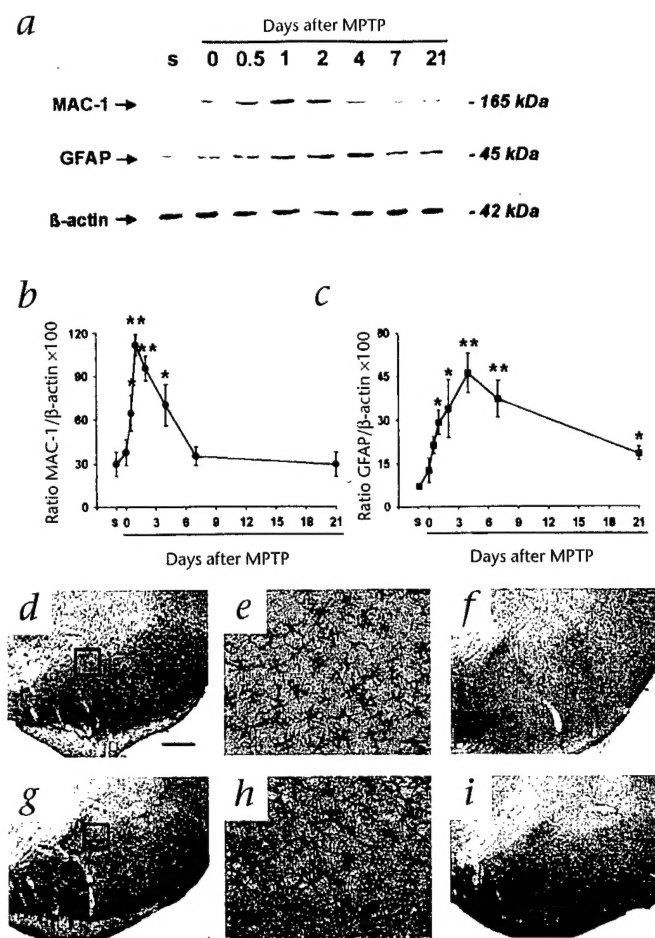 a
Days after MPTP
s 0 0.5 1 2 4 7 21
MAC-1 → - 165 kDa
GFAP → - 45 kDa
ß-actin → - 42 kDa
b
c
Ratio MAC-1/β-actin ×100
120
90
60
30
0
** ** * *
s 0 3 6 9 12 15 18 21
Days after MPTP
Ratio GFAP/β-actin ×100
60
45
30
15
0
* * ** ** *
s 0 3 6 9 12 15 18 21
Days after MPTP
d e f
g h i